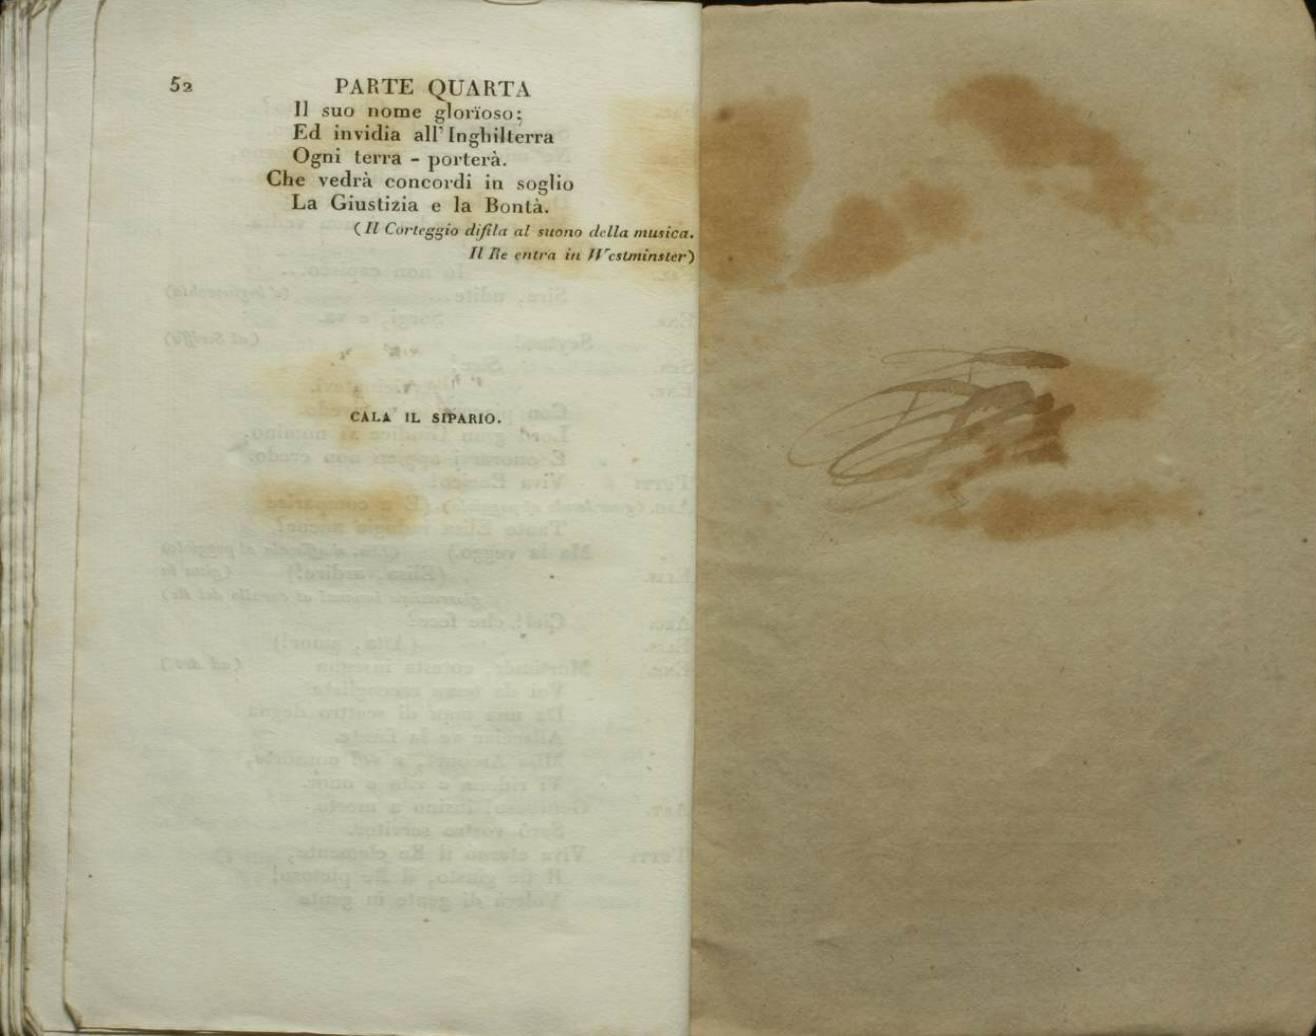 52 PARTE QUARTA
Il suo nome glorïoso;
Ed invidia all' Inghilterra
Ogni terra - porterà.
Che vedrà concordi in soglio
La Giustizia e la Bontà.
(Il Corteggio difila al suono della musica.
Il Re entra in Westminster)
CALA IL SIPARIO.